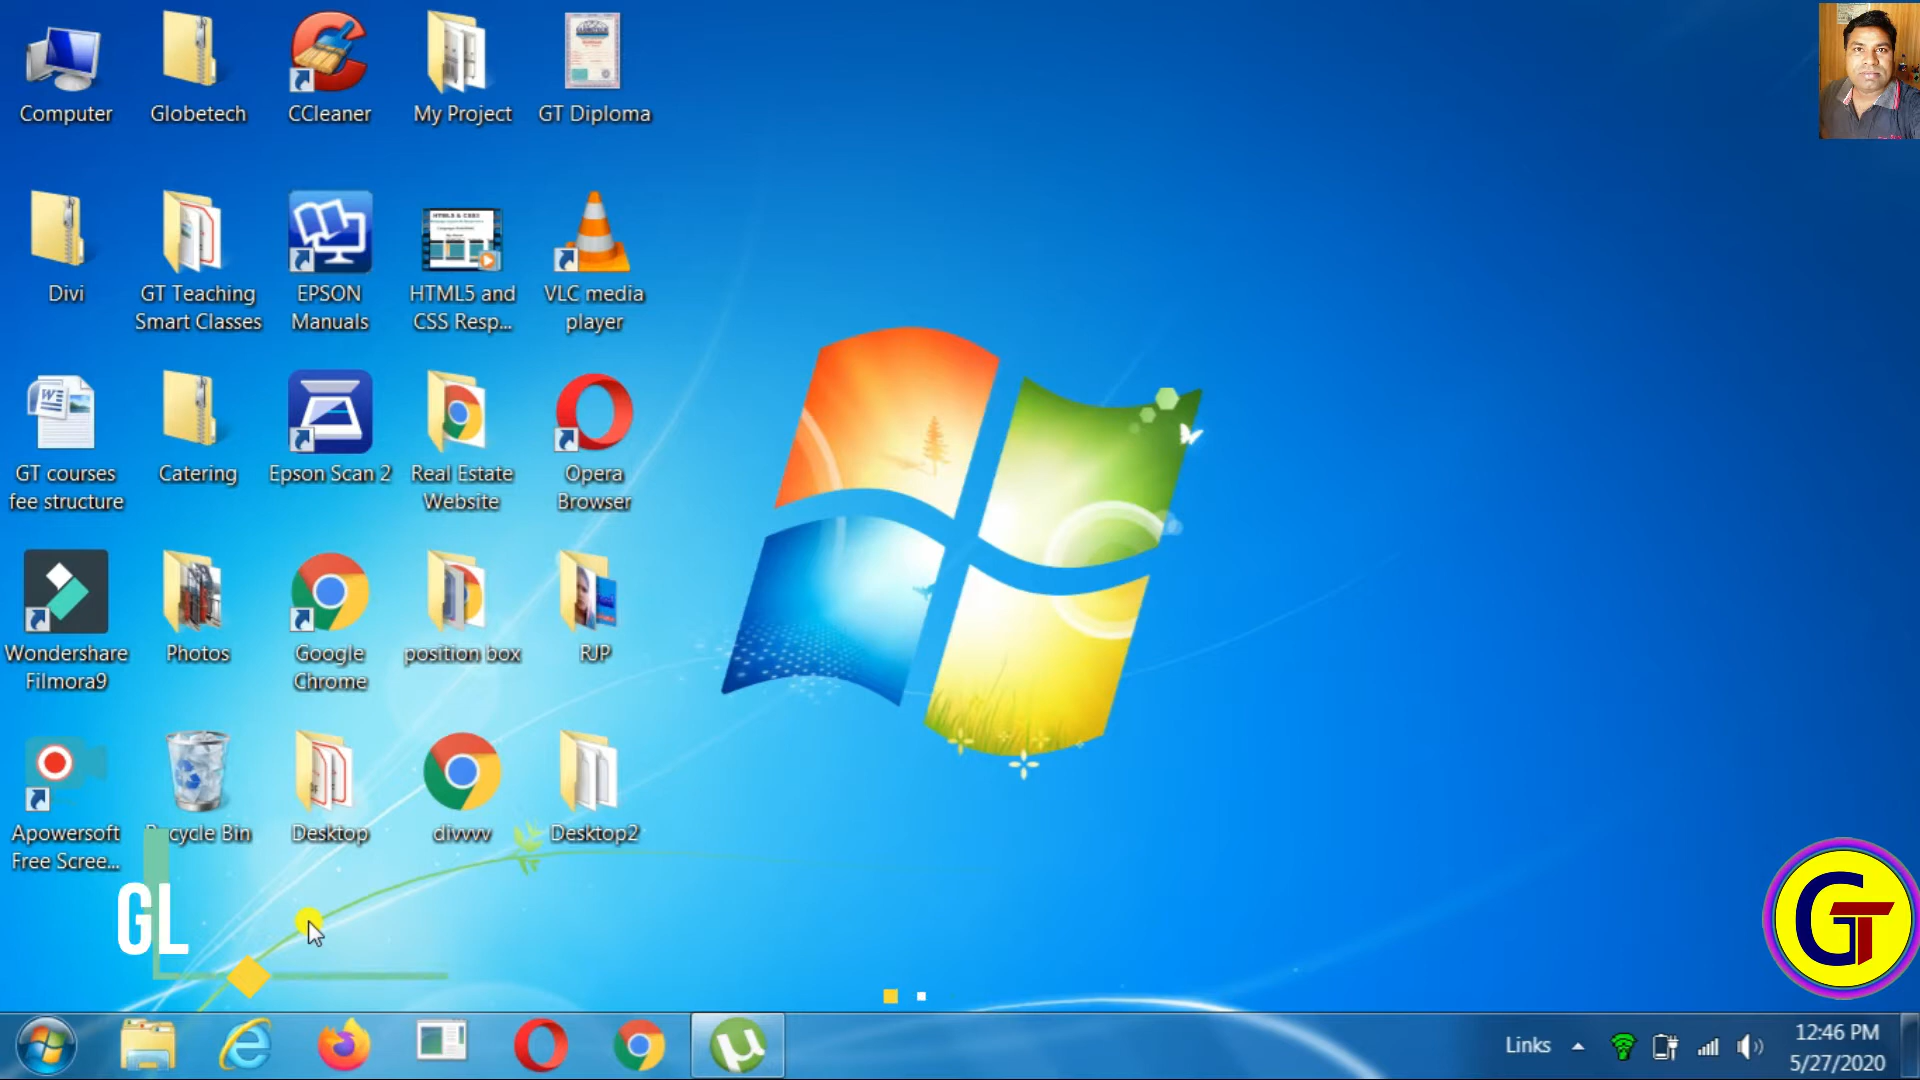 Computer
Globetech
CCleaner
My Project
GT Diploma
Divi
GT Teaching
Smart Classes
EPSON
Manuals
HTML5 and
CSS Resp...
VLC media
player
GT courses
fee structure
Catering
Epson Scan 2
Real Estate
Website
Opera
Browser
Wondershare
Filmora9
Photos
Google
Chrome
position box
RJP
Apowersoft
Free Scree...
Recycle Bin
Desktop
divvvv
Desktop2
GL
GT
Links
12:46 PM
5/27/2020